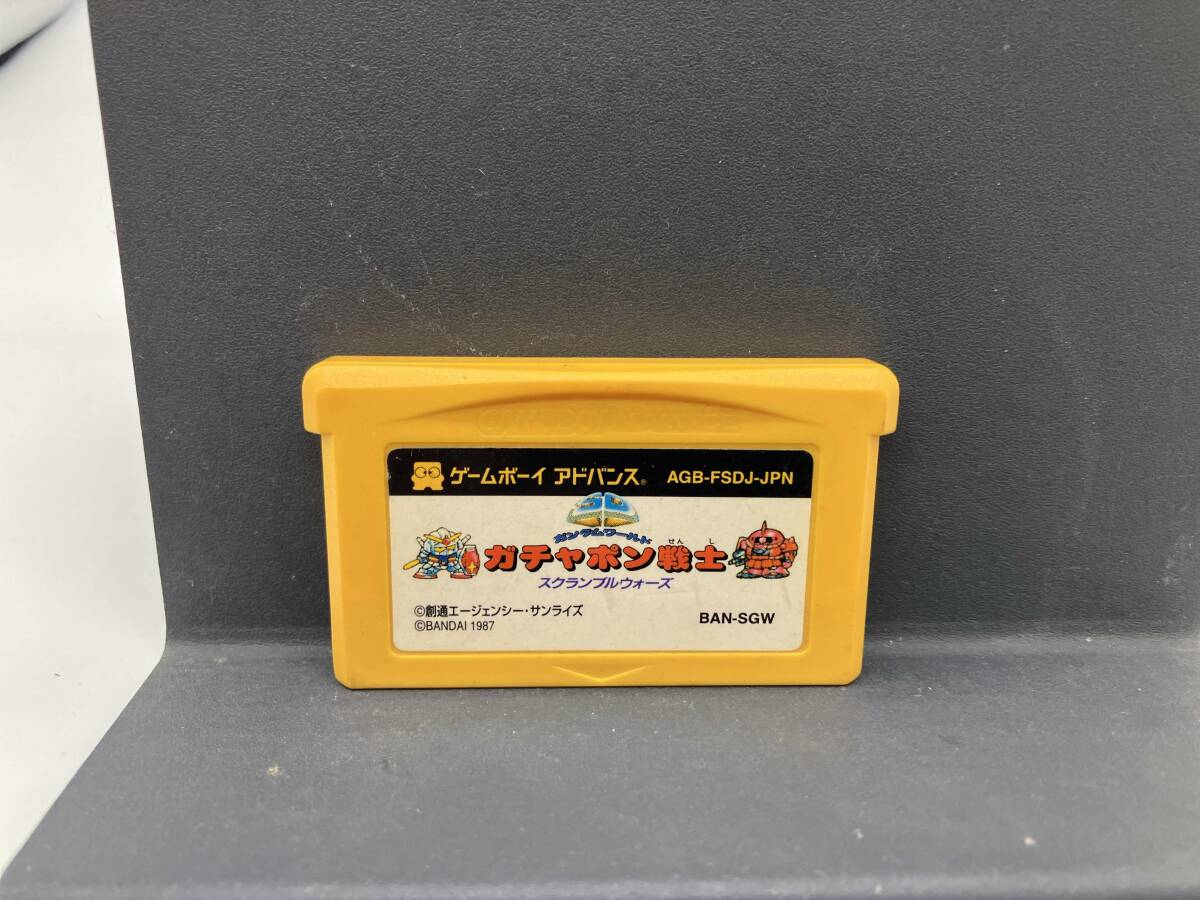 GAME BOY ADVANCE
ゲームボーイ アドバンス® AGB-FSDJ-JPN
ガンダムワールド
せんし
ガチャポン戦士
スクランブルウォーズ
©創通エージェンシー・サンライズ
©BANDAI 1987
BAN-SGW